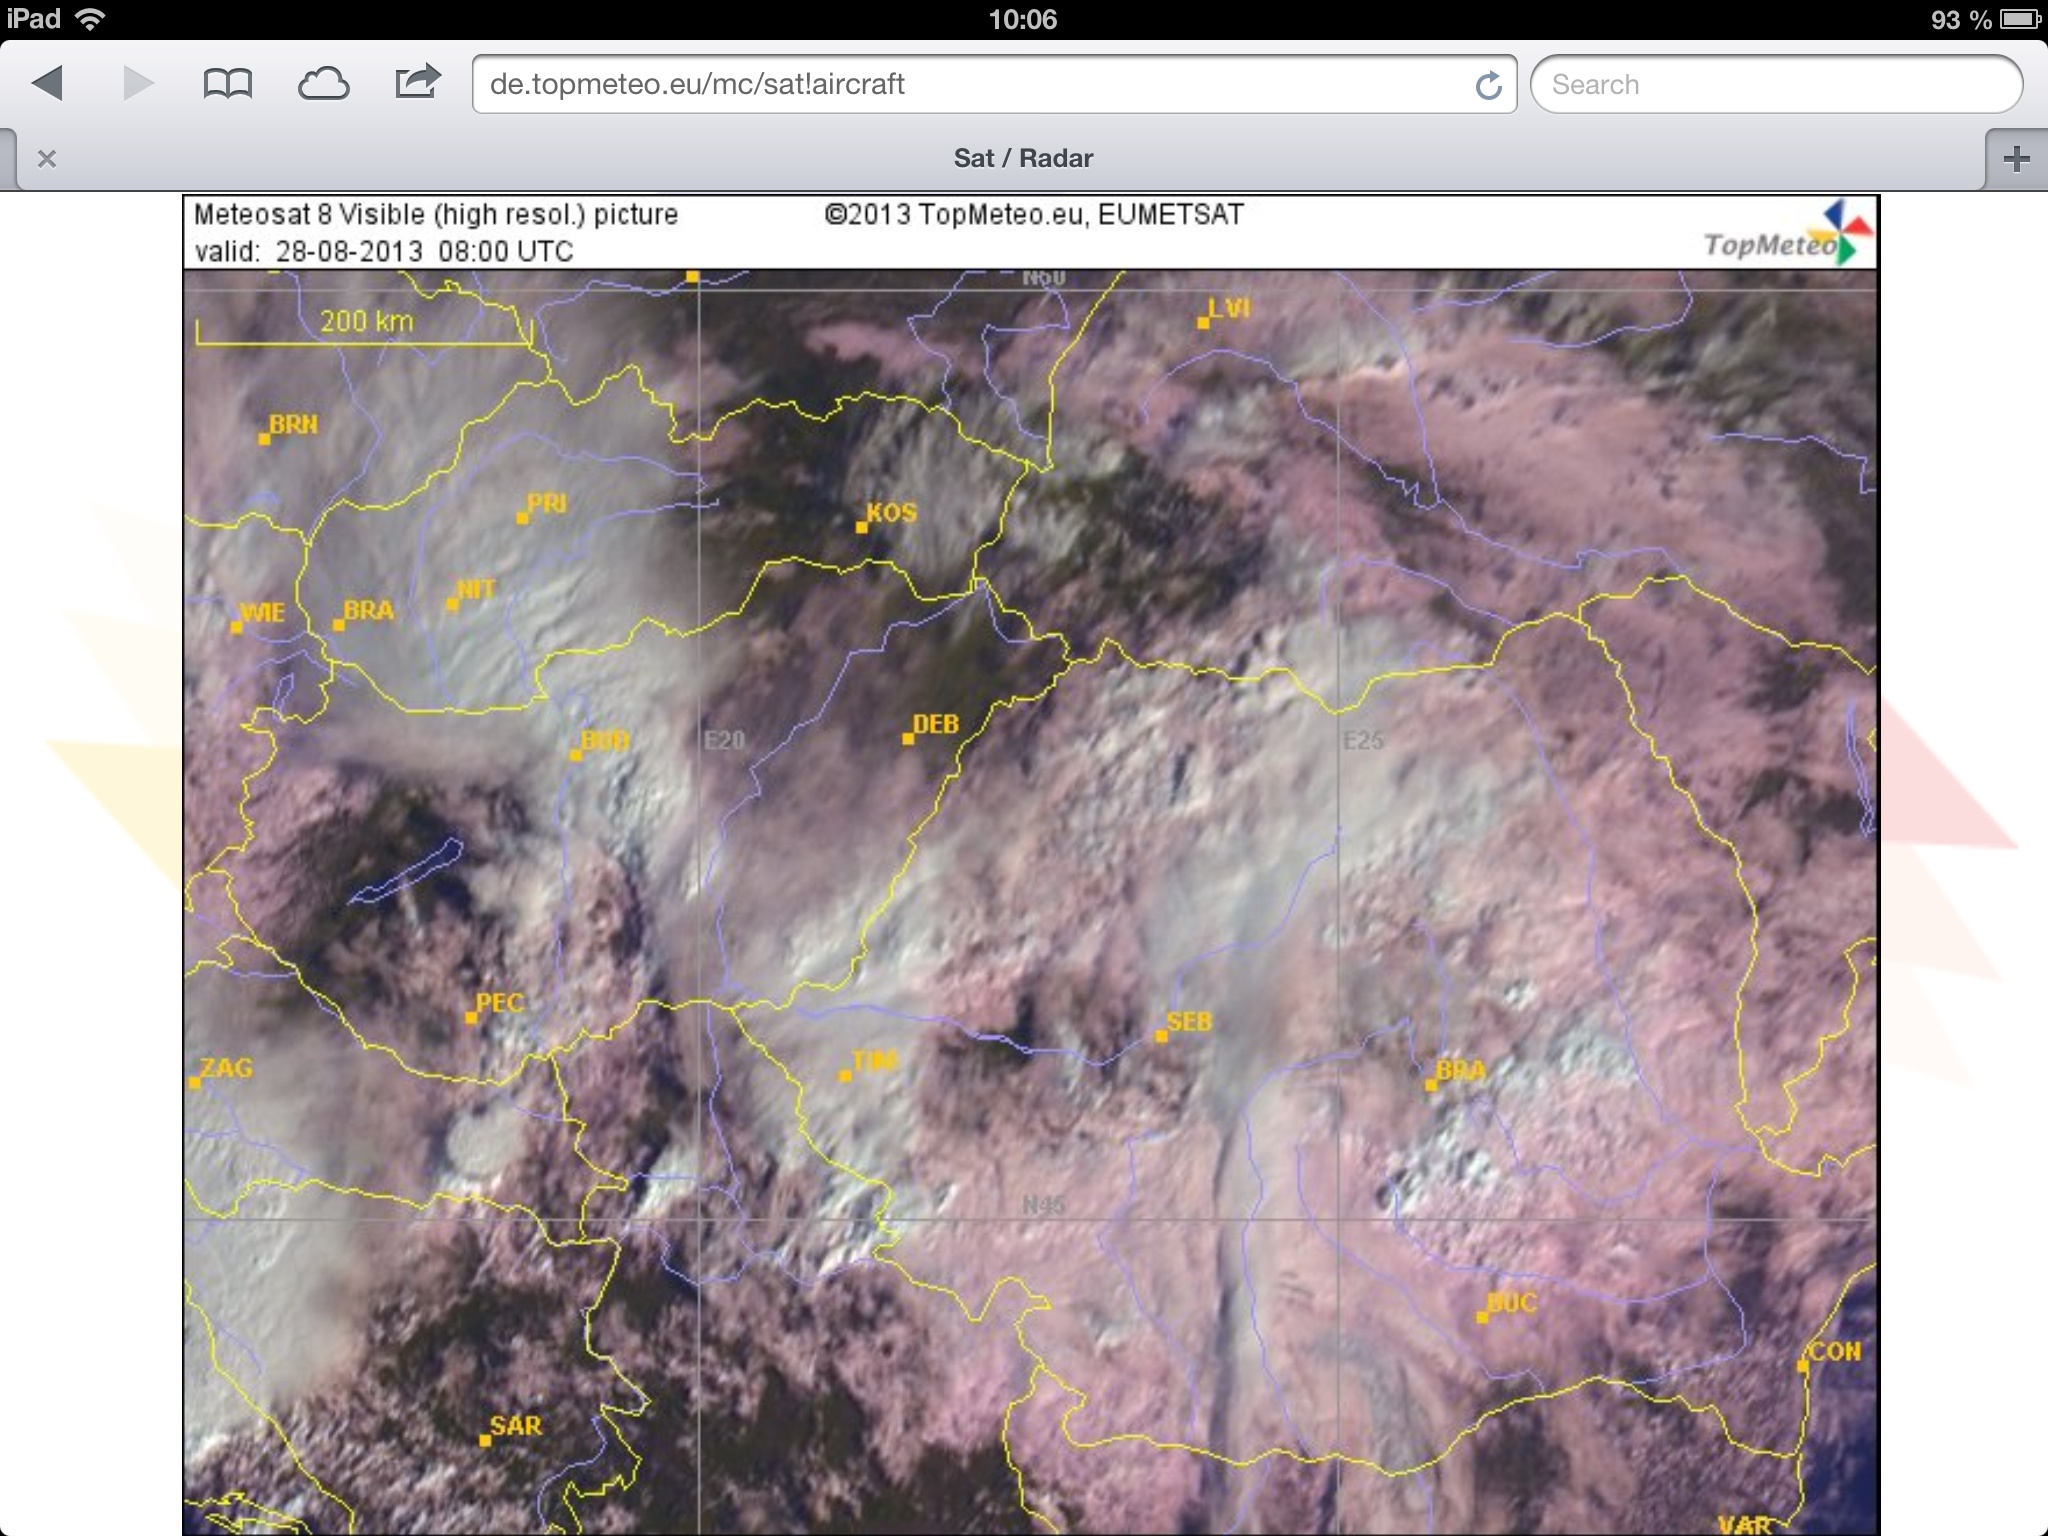 iPad 10:06 93 %
de.topmeteo.eu/mc/sat!aircraft Search
Sat / Radar
Meteosat 8 Visible (high resol.) picture ©2013 TopMeteo.eu, EUMETSAT
valid: 28-08-2013 08:00 UTC
TopMeteo
N50
200 km
LVI
BRN
PRI
KOS
NIT
WIE
BRA
DEB
BUD
E20
E25
PEC
SEB
TIM
ZAG
BRA
N45
BUC
CON
SAR
VAR